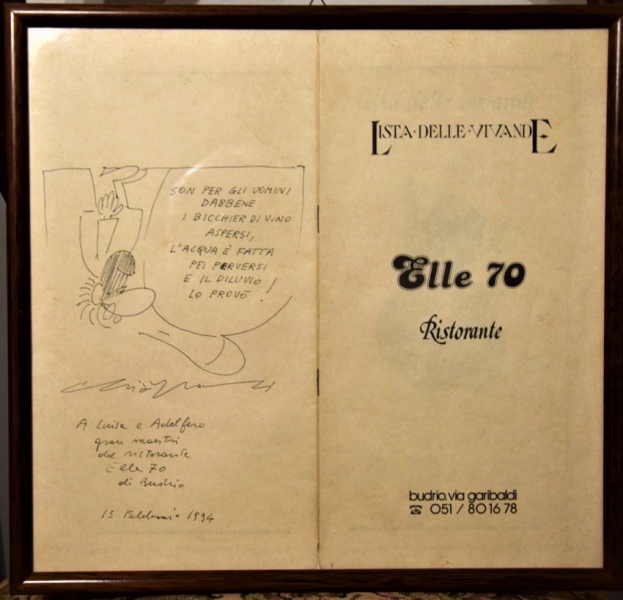 SON PER GLI UOMINI
DABBENE
I BICCHIER DI VINO
ASPERSI,
L'ACQUA È FATTA
PEI PERVERSI
E IL DILUVIO
LO PROVÒ!
A Luisa e Adolfero
gran maestri
del ristorante
Elle 70
di Budrio
13 Febbraio 1994
LISTA·DELLE·VIVANDE
Elle 70
Ristorante
budrio, via garibaldi
☎ 051 / 80 16 78